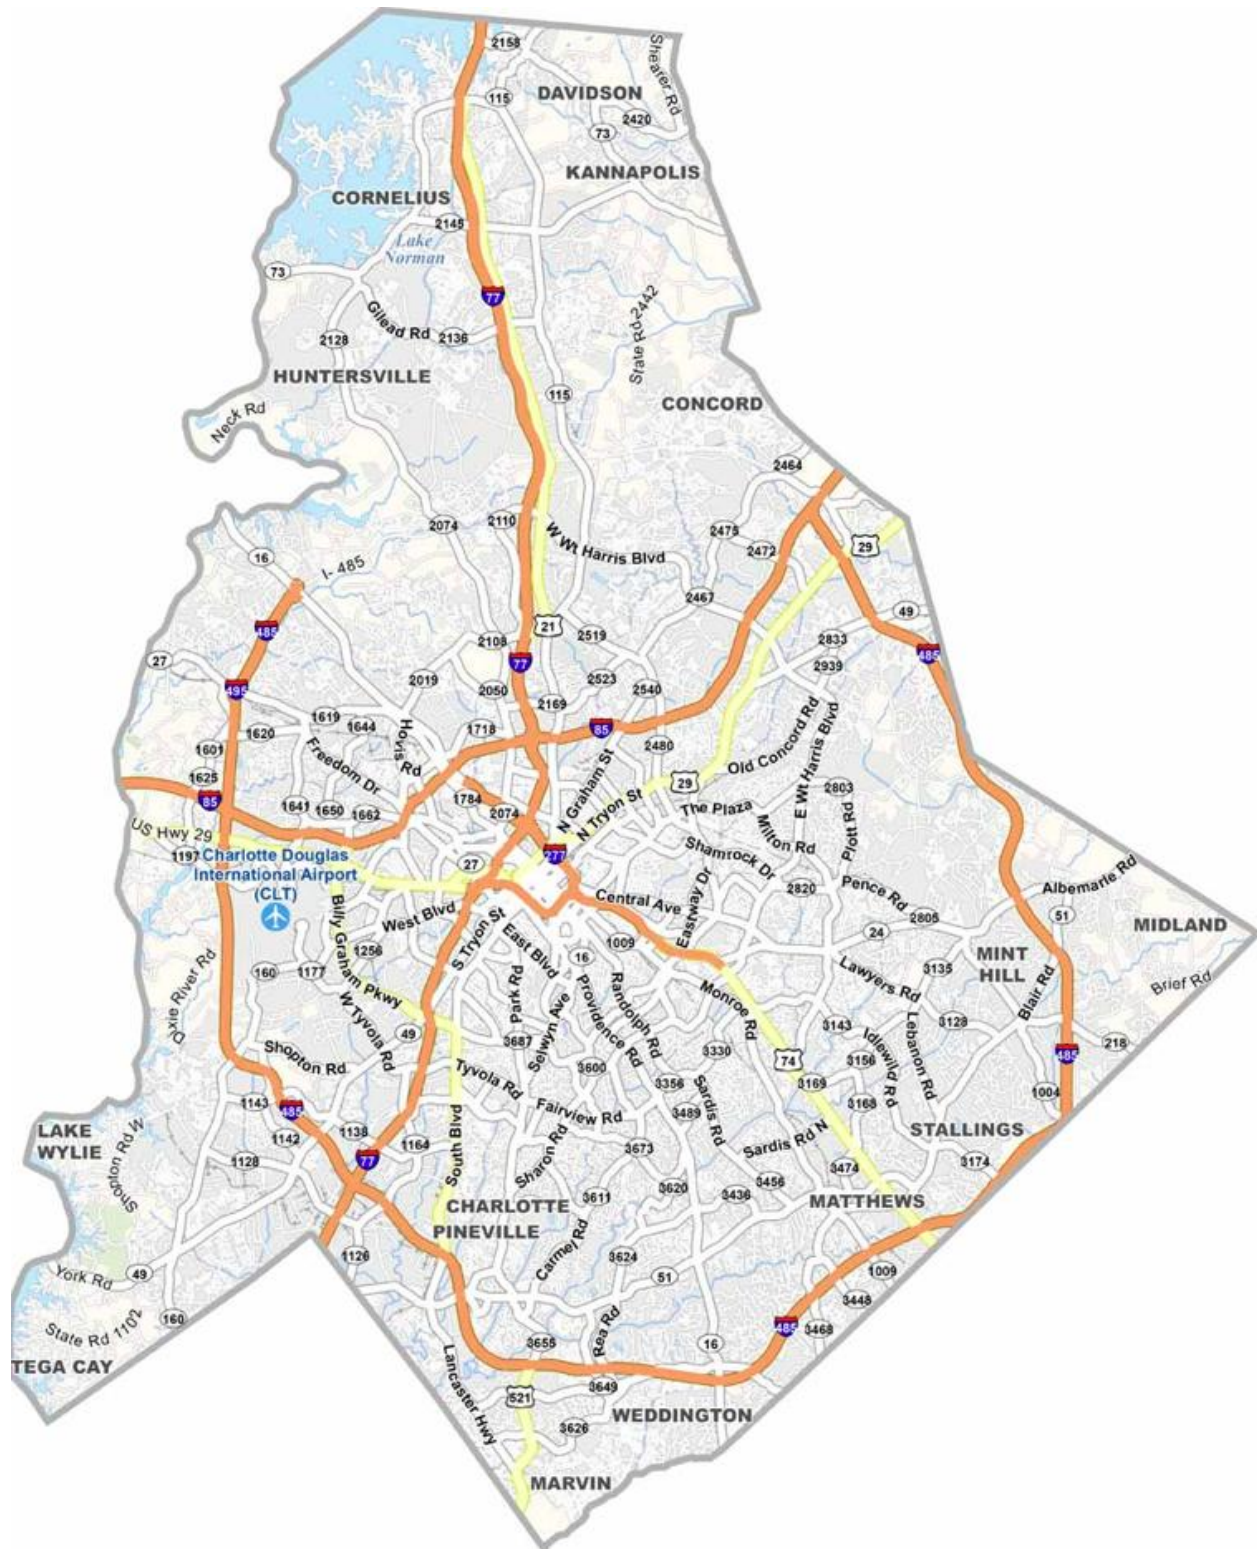 2158
Shearer Rd
DAVIDSON
115
2420
73
KANNAPOLIS
CORNELIUS
2145
Lake
Norman
73
77
State Rd 2442
Gilead Rd
2136
2128
HUNTERSVILLE
115
CONCORD
Neck Rd
2464
2074
2110
W Wt Harris Blvd
2475
2472
29
16
I- 485
2467
49
485
21
2519
2833
2108
485
27
77
2939
2019
2523
495
2050
2540
2169
1619
1644
Hovis Rd
1718
85
1620
1601
2480
Old Concord Rd
E Wt Harris Blvd
Freedom Dr
1625
N Graham St
29
2803
85
1641
1650
1662
1784
2074
N Tryon St
The Plaza
Milton Rd
Plott Rd
US Hwy 29
1197
Charlotte Douglas
International Airport
(CLT)
27
277
Shamrock Dr
Eastway Dr
2820
Pence Rd
Albemarle Rd
Central Ave
2805
51
MIDLAND
West Blvd
Billy Graham Pkwy
S Tryon St
East Blvd
1009
24
1256
16
MINT
HILL
160
1177
3135
Lawyers Rd
Blair Rd
Brief Rd
Dixie River Rd
W Tyvola Rd
Park Rd
Selwyn Ave
Providence Rd
Randolph Rd
Monroe Rd
49
3687
3143
Idlewild Rd
Lebanon Rd
3128
218
Shopton Rd
3330
74
3156
485
Tyvola Rd
3600
3356
3169
3168
1004
1143
485
Fairview Rd
3489
Sardis Rd
LAKE
WYLIE
Shopton Rd W
1142
1138
1164
77
South Blvd
Sharon Rd
3673
Sardis Rd N
STALLINGS
1128
3174
3474
3456
3436
3611
3620
MATTHEWS
CHARLOTTE
PINEVILLE
1126
Carmel Rd
3624
51
York Rd
49
1009
160
State Rd 1102
3448
3468
485
Rea Rd
3655
16
TEGA CAY
Lancaster Hwy
521
3649
WEDDINGTON
3626
MARVIN